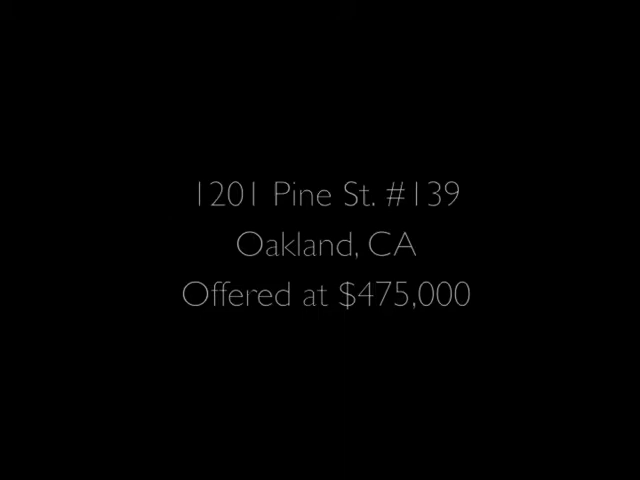 1201 Pine St. #139
Oakland, CA
Offered at $475,000